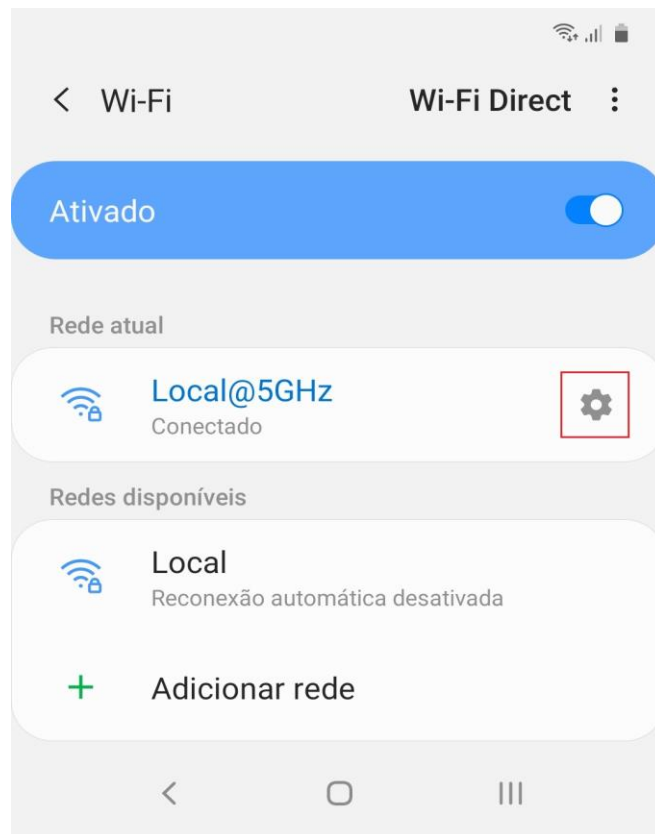 Wi-Fi Wi-Fi Direct
Ativado
Rede atual
Local@5GHz
Conectado
Redes disponíveis
Local
Reconexão automática desativada
Adicionar rede